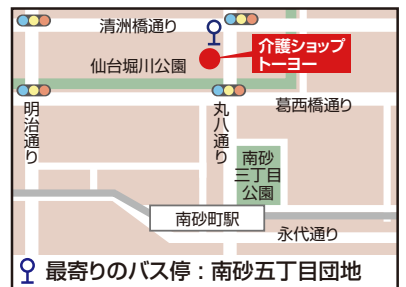 清洲橋通り
介護ショップ
トーヨー
仙台堀川公園
葛西橋通り
明治通り
丸八通り
南砂
三丁目
公園
南砂町駅
永代通り
最寄りのバス停：南砂五丁目団地